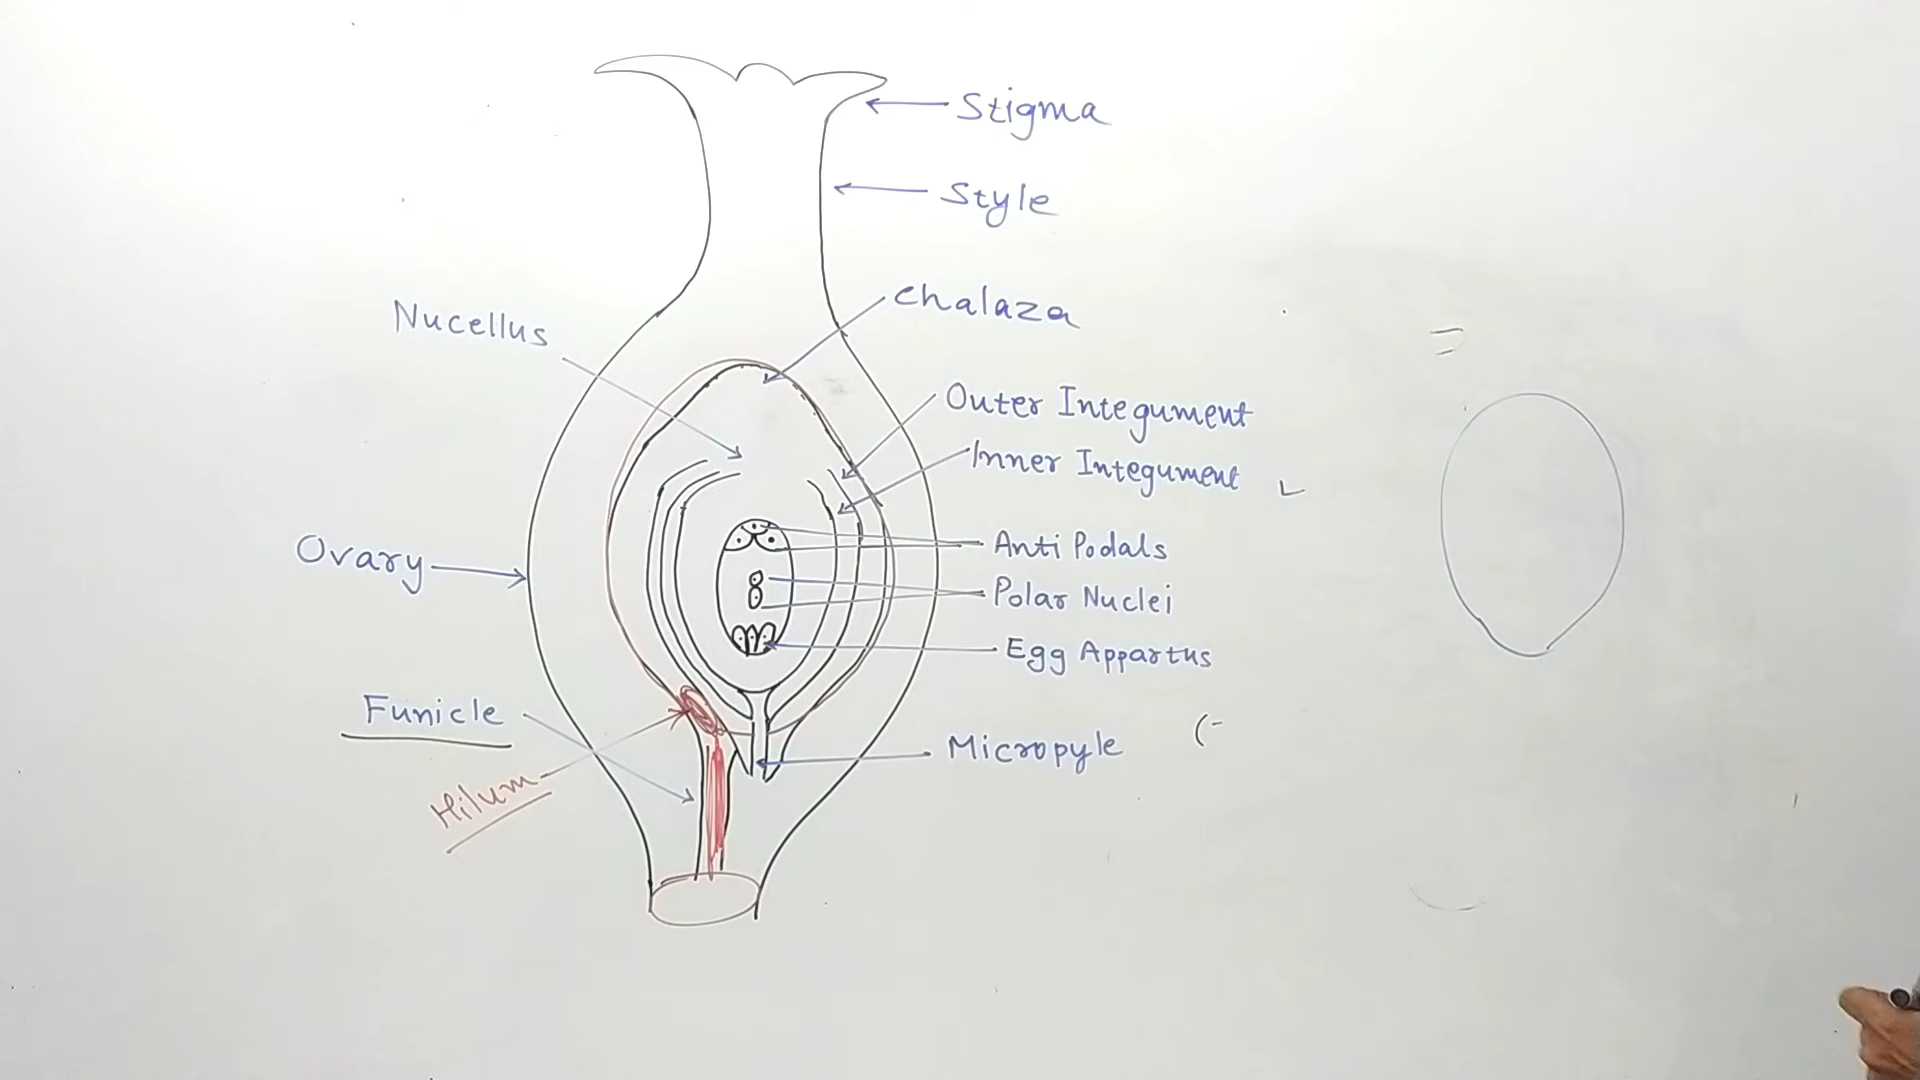 Stigma
Style
Chalaza
Nucellus
Outer Integument
Inner Integument
Anti Podals
Ovary
Polar Nuclei
Egg Appartus
Funicle
Micropyle
Hilum